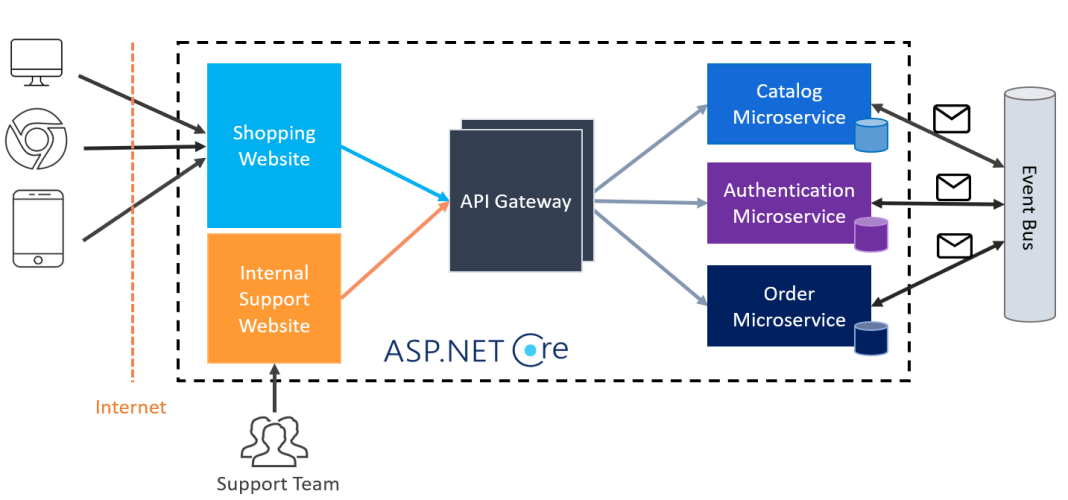 Shopping
Website
Internal
Support
Website
API Gateway
Catalog
Microservice
Authentication
Microservice
Order
Microservice
Event Bus
ASP.NET Core
Internet
Support Team